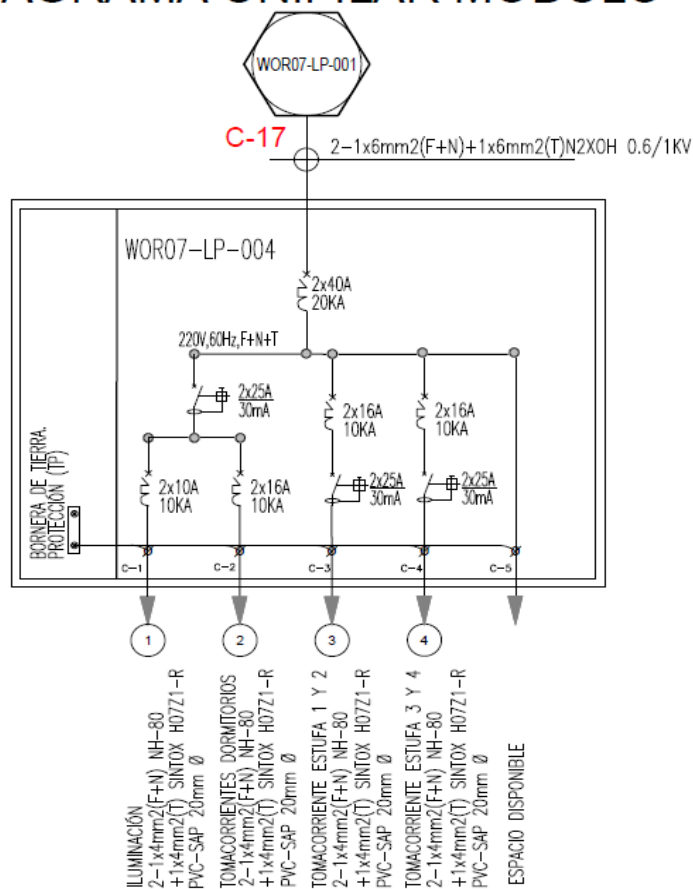 DIAGRAMA UNIFILAR MODULO
WOR07-LP-001
C-17
2-1x6mm2(F+N)+1x6mm2(T)N2XOH 0.6/1KV
WOR07-LP-004
2x40A
20KA
220V,60Hz,F+N+T
2x25A
30mA
2x16A
10KA
2x16A
10KA
2x10A
10KA
2x16A
10KA
2x25A
30mA
2x25A
30mA
BORNERA DE TIERRA.
PROTECCIÓN (TP)
C-1
C-2
C-3
C-4
C-5
1
2
3
4
ILUMINACIÓN
2-1x4mm2(F+N) NH-80
+1x4mm2(T) SINTOX H07Z1-R
PVC-SAP 20mm Ø
TOMACORRIENTES DORMITORIOS
2-1x4mm2(F+N) NH-80
+1x4mm2(T) SINTOX H07Z1-R
PVC-SAP 20mm Ø
TOMACORRIENTE ESTUFA 1 Y 2
2-1x4mm2(F+N) NH-80
+1x4mm2(T) SINTOX H07Z1-R
PVC-SAP 20mm Ø
TOMACORRIENTE ESTUFA 3 Y 4
2-1x4mm2(F+N) NH-80
+1x4mm2(T) SINTOX H07Z1-R
PVC-SAP 20mm Ø
ESPACIO DISPONIBLE